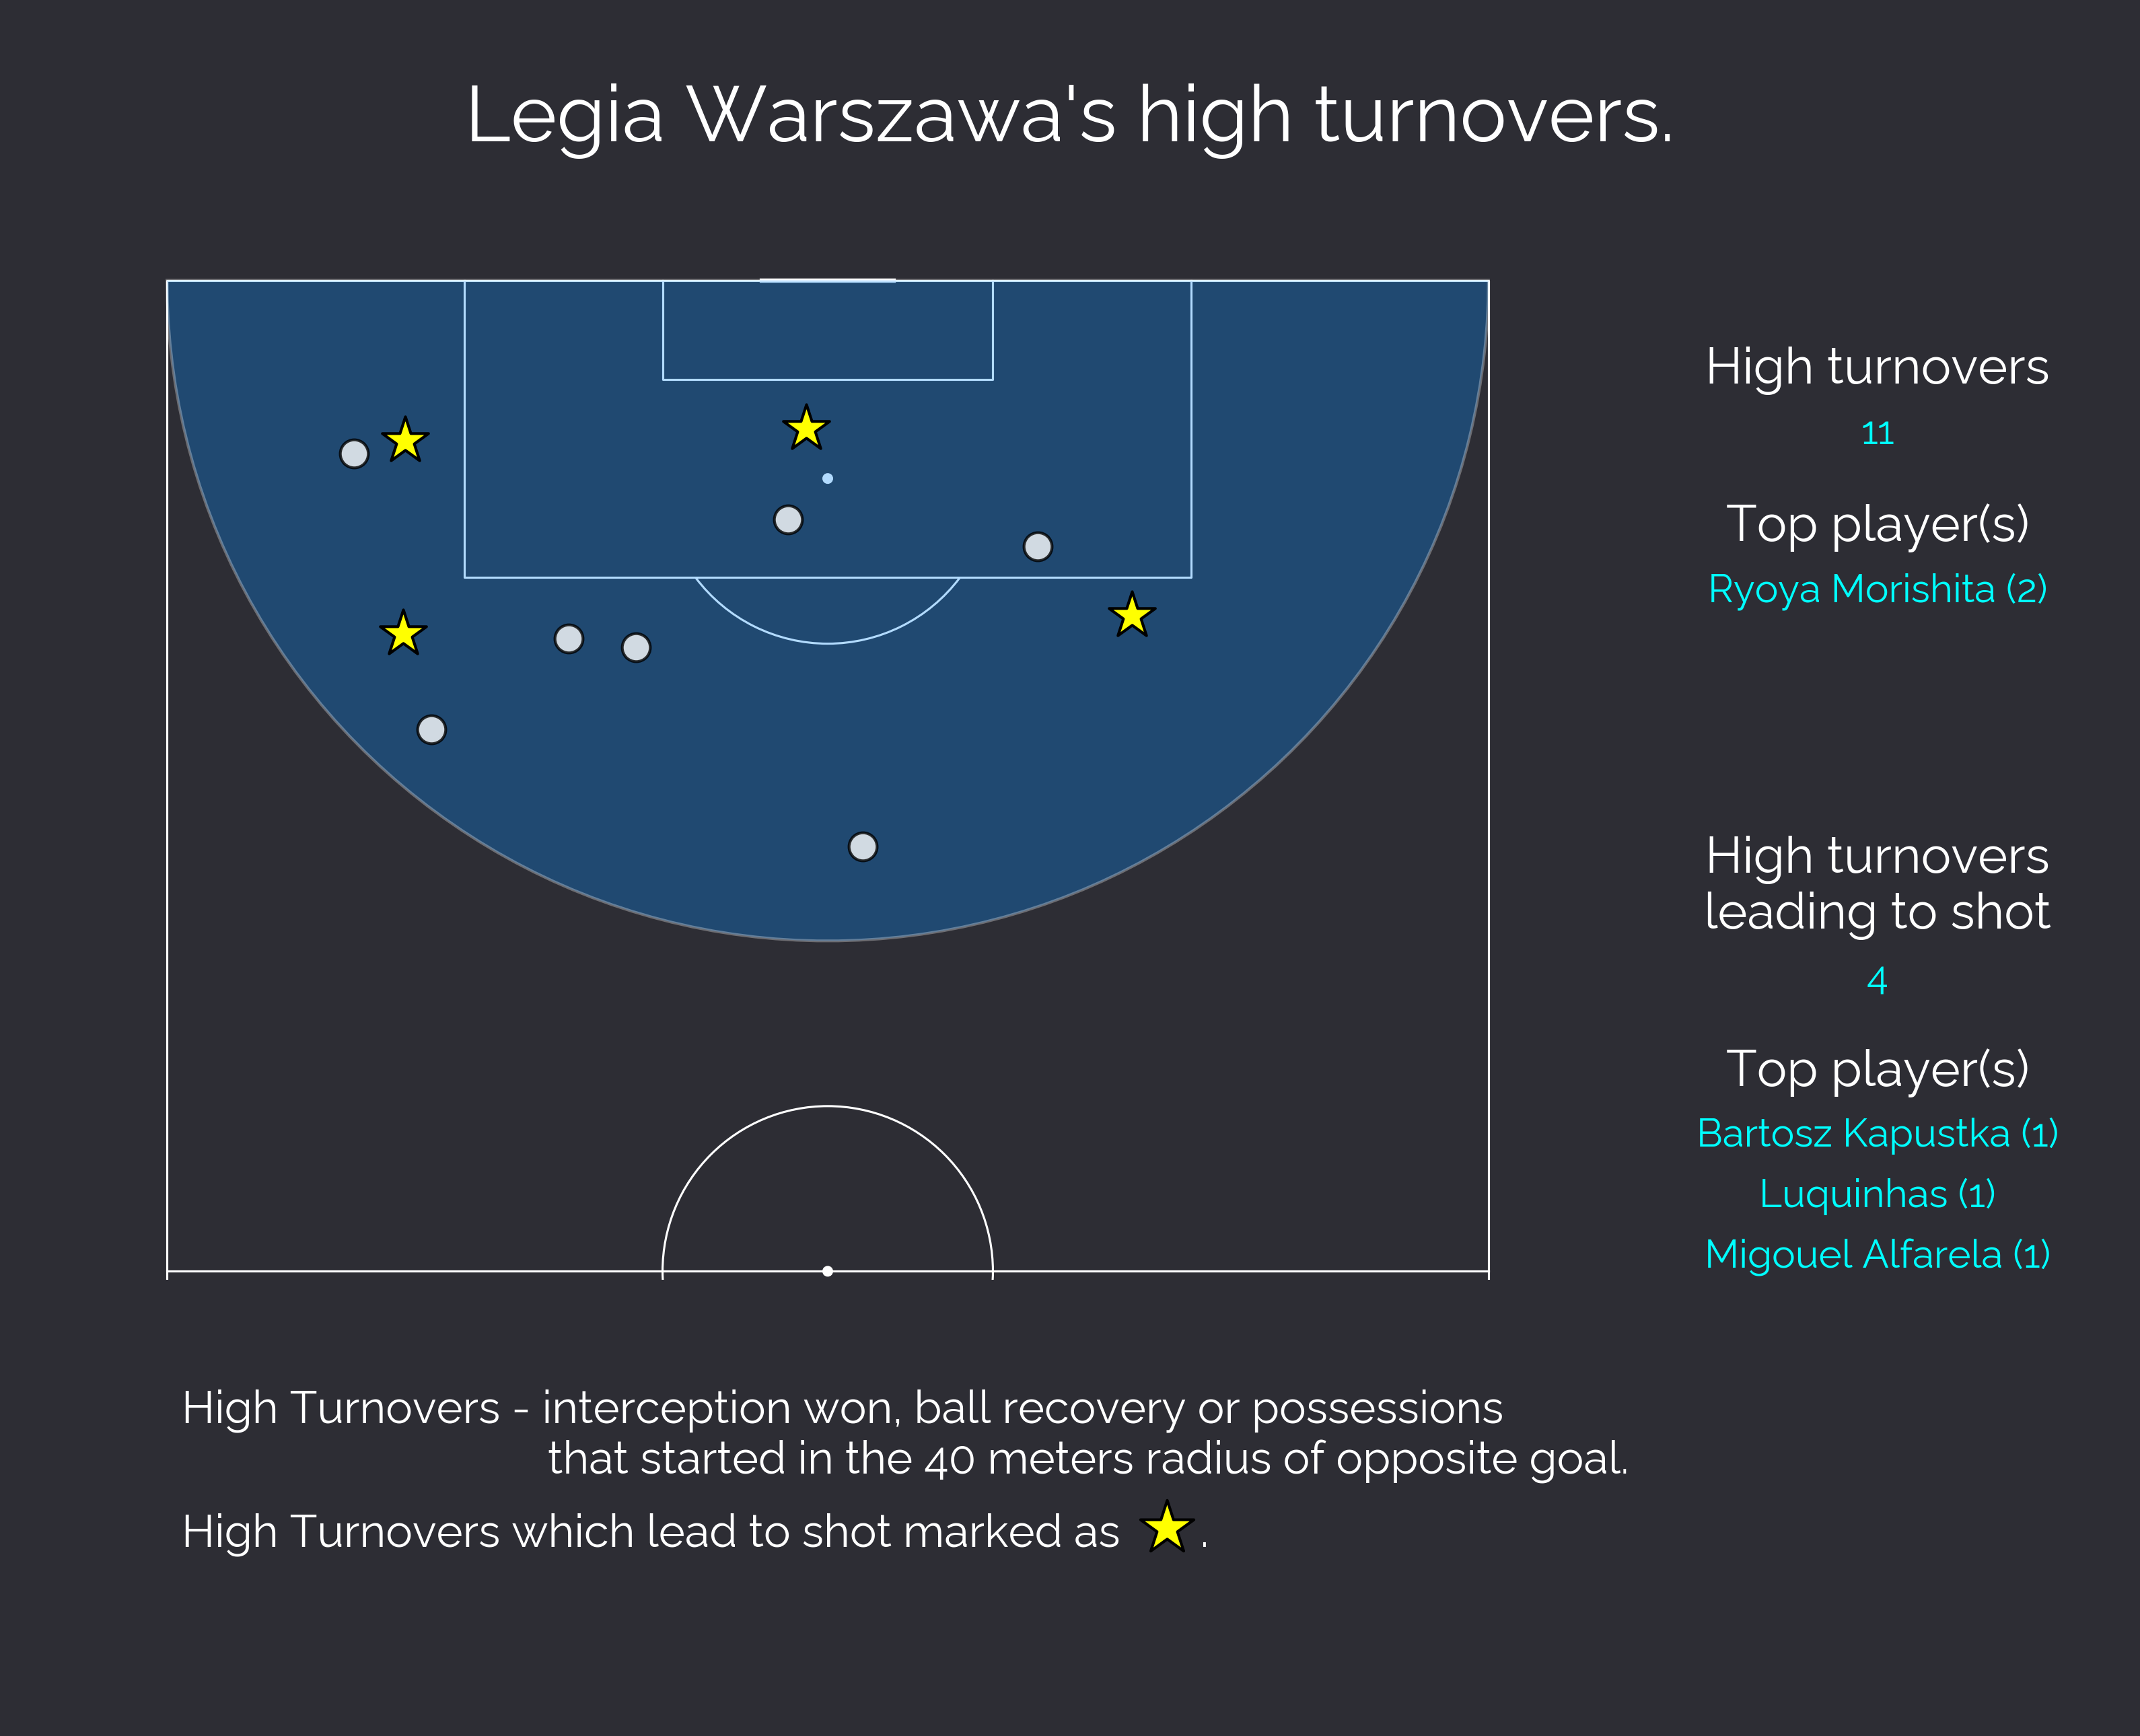 Legia Warszawa's high turnovers.
High turnovers
11
Top player(s)
Ryoya Morishita (2)
High turnovers
leading to shot
4
Top player(s)
Bartosz Kapustka (1)
Luquinhas (1)
Migouel Alfarela (1)
High Turnovers - interception won, ball recovery or possessions
that started in the 40 meters radius of opposite goal.
High Turnovers which lead to shot marked as .